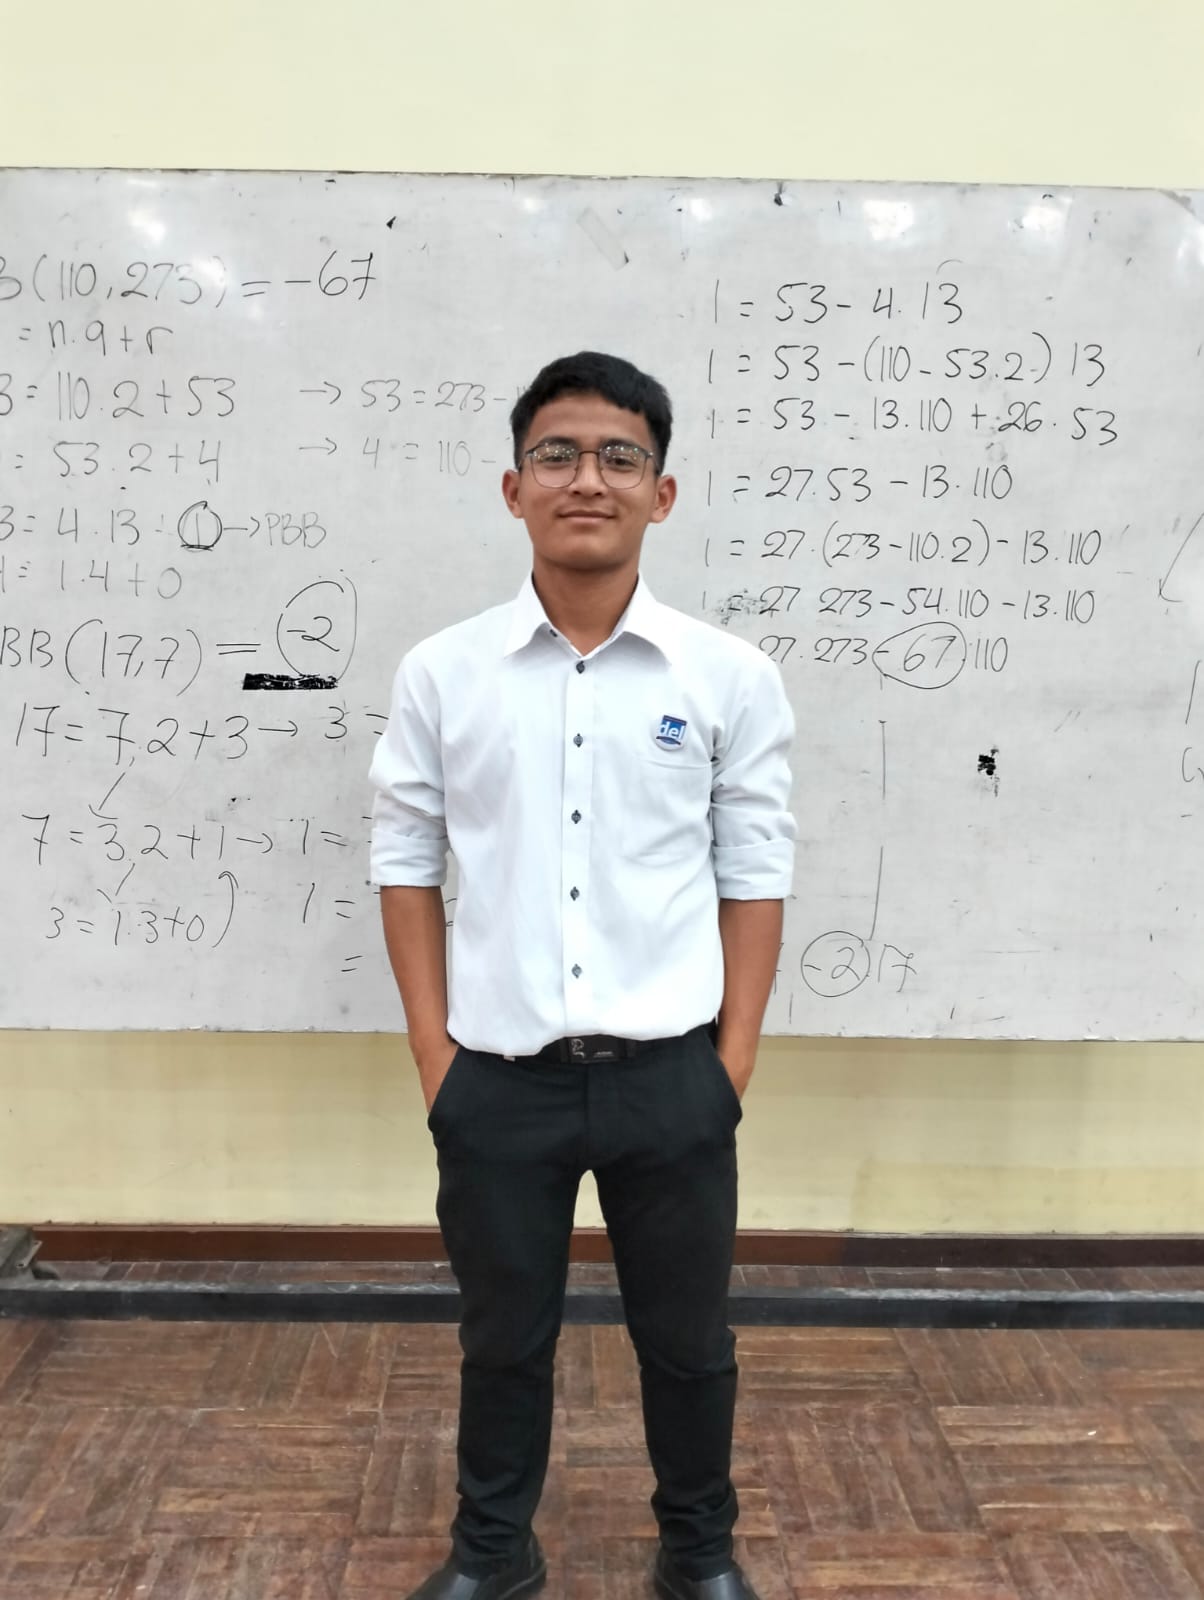 B(110,273) = -67
= n.q+r
3 = 110.2+53 → 53 = 273-
= 53.2+4 → 4 = 110 -
3 = 4.13 + 1 → PBB
4 = 1.4+0
BB(17,7) = -2
17 = 7.2+3 → 3 =
7 = 3.2+1 → 1 =
3 = 1.3+0 1 =
=
1 = 53 - 4.13
1 = 53 - (110 - 53.2) 13
1 = 53 - 13.110 + 26.53
1 = 27.53 - 13.110
1 = 27.(273-110.2) - 13.110
1 = 27 273-54.110-13.110
27.273 -67 110
-2 17
del